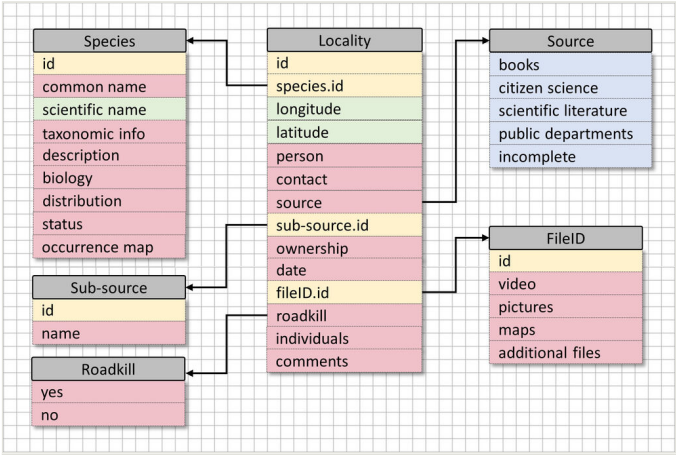 Species
id
common name
scientific name
taxonomic info
description
biology
distribution
status
occurrence map
Sub-source
id
name
Roadkill
yes
no
Locality
id
species.id
longitude
latitude
person
contact
source
sub-source.id
ownership
date
fileID.id
roadkill
individuals
comments
Source
books
citizen science
scientific literature
public departments
incomplete
FileID
id
video
pictures
maps
additional files